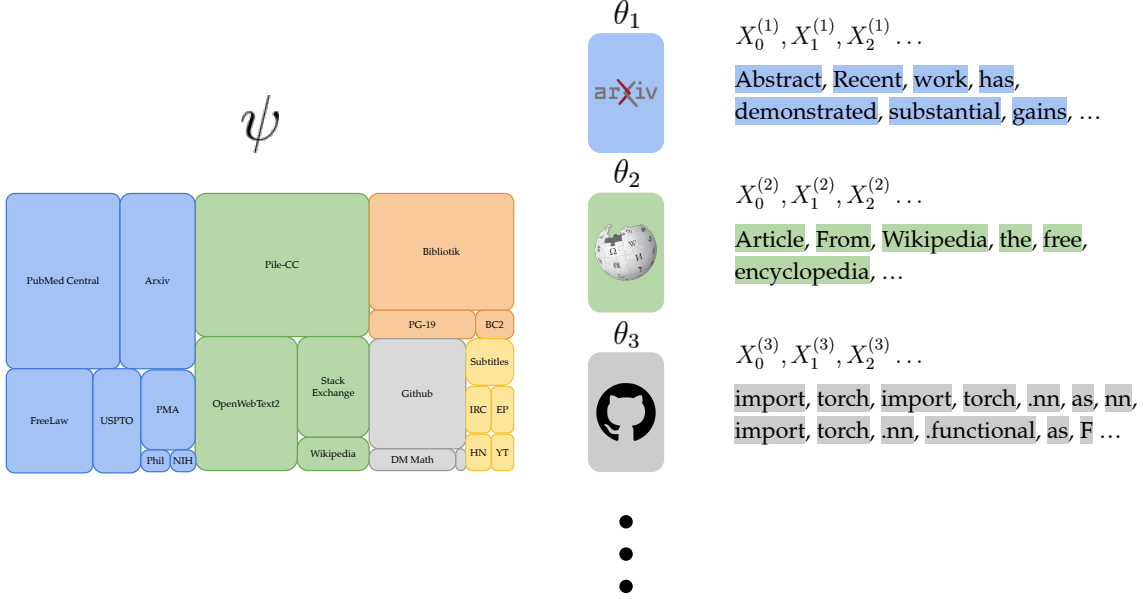 ψ
PubMed Central
Arxiv
Pile-CC
Bibliotik
PG-19
BC2
FreeLaw
USPTO
PMA
Phil
NIH
OpenWebText2
Stack
Exchange
Wikipedia
Github
DM Math
Subtitles
IRC
EP
HN
YT
θ₁
arXiv
X₀⁽¹⁾, X₁⁽¹⁾, X₂⁽¹⁾ …
Abstract, Recent, work, has,
demonstrated, substantial, gains, …
θ₂
Ω W И
X₀⁽²⁾, X₁⁽²⁾, X₂⁽²⁾ …
Article, From, Wikipedia, the, free,
encyclopedia, …
θ₃
X₀⁽³⁾, X₁⁽³⁾, X₂⁽³⁾ …
import, torch, import, torch, .nn, as, nn,
import, torch, .nn, .functional, as, F …